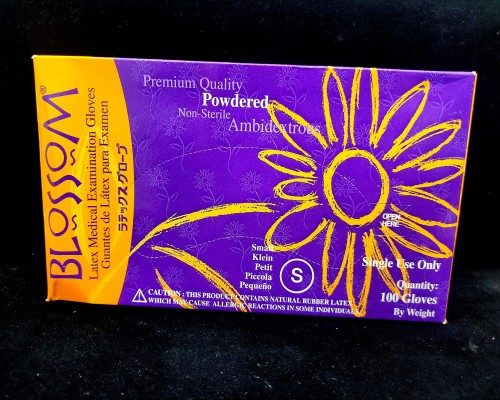 BLOSSOM®
Latex Medical Examination Gloves
Guantes de Látex para Examen
ラテックスグローブ
Premium Quality
Powdered
Non-Sterile
Ambidextrous
OPEN
HERE
Small
Klein
Petit
Piccola
Pequeño
S
Single Use Only
Quantity:
100 Gloves
By Weight
CAUTION : THIS PRODUCT CONTAINS NATURAL RUBBER LATEX
WHICH MAY CAUSE ALLERGIC REACTIONS IN SOME INDIVIDUALS